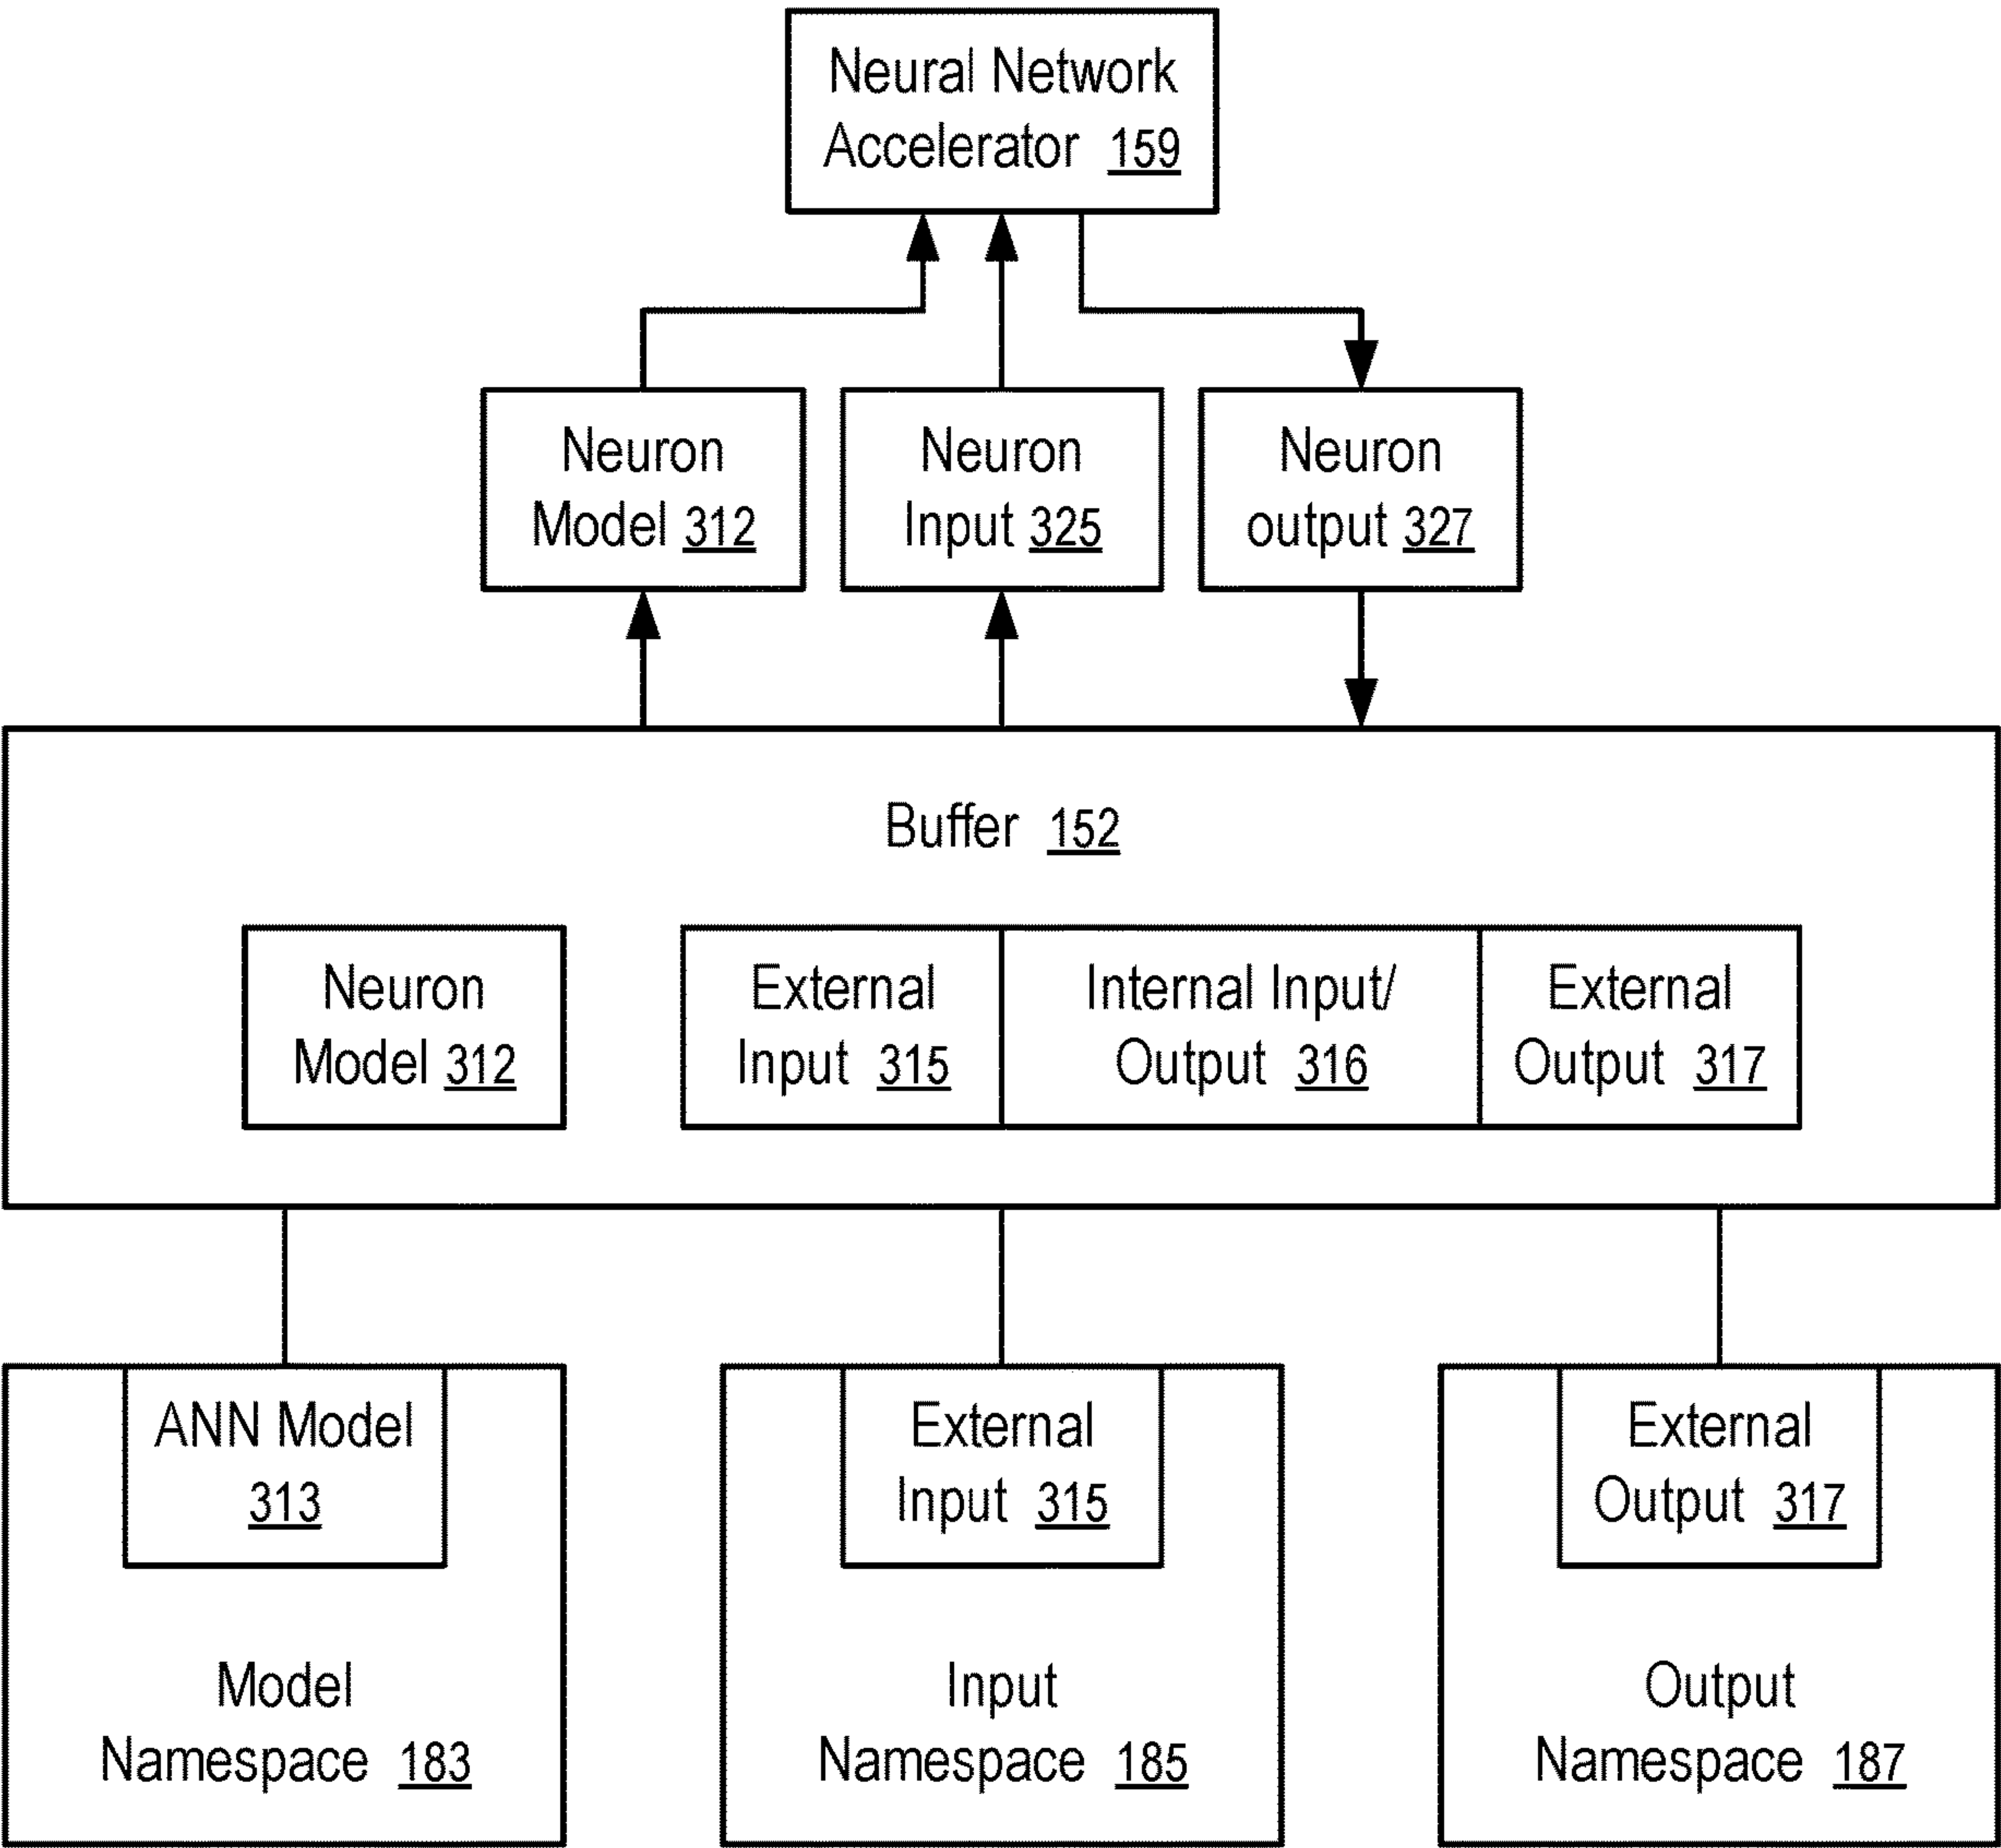 Neural Network
Accelerator 159
Neuron
Model 312
Neuron
Input 325
Neuron
output 327
Buffer 152
Neuron
Model 312
External
Input 315
Internal Input/
Output 316
External
Output 317
ANN Model
313
Model
Namespace 183
External
Input 315
Input
Namespace 185
External
Output 317
Output
Namespace 187